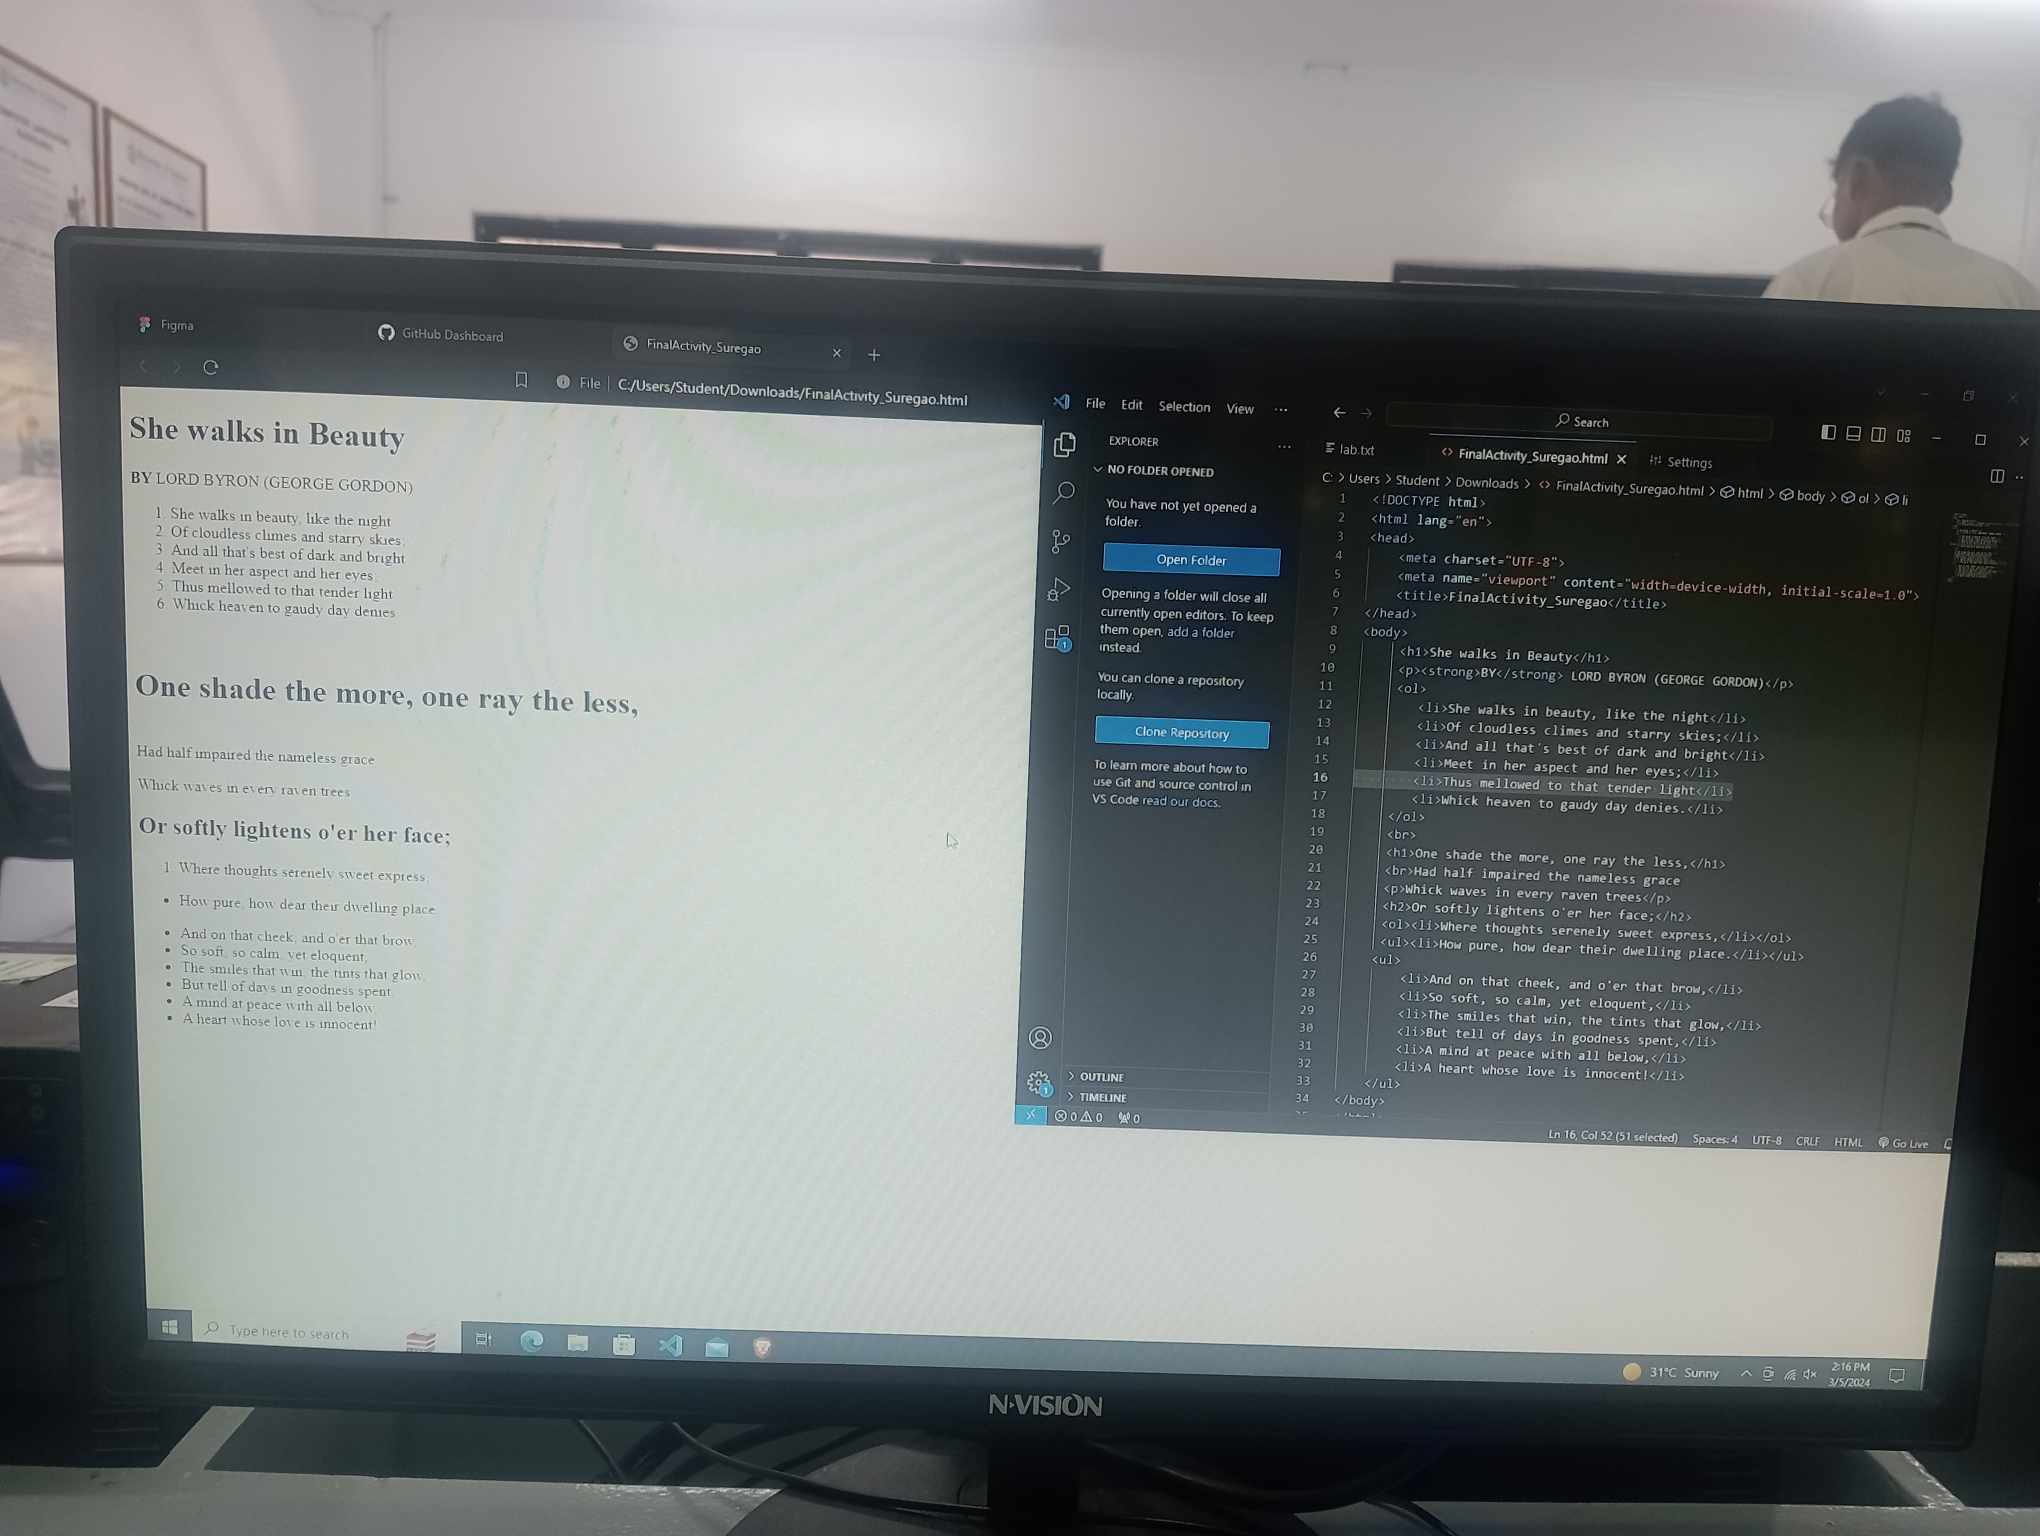 Figma
GitHub Dashboard
FinalActivity_Suregao
File
C:/Users/Student/Downloads/FinalActivity_Suregao.html
She walks in Beauty
BY LORD BYRON (GEORGE GORDON)
1. She walks in beauty, like the night
2. Of cloudless climes and starry skies;
3. And all that's best of dark and bright
4. Meet in her aspect and her eyes;
5. Thus mellowed to that tender light
6. Whick heaven to gaudy day denies.
One shade the more, one ray the less,
Had half impaired the nameless grace
Whick waves in every raven trees
Or softly lightens o'er her face;
1. Where thoughts serenely sweet express,
• How pure, how dear their dwelling place.
• And on that cheek, and o'er that brow,
• So soft, so calm, yet eloquent,
• The smiles that win, the tints that glow,
• But tell of days in goodness spent,
• A mind at peace with all below,
• A heart whose love is innocent!
File Edit Selection View ...
Search
EXPLORER
NO FOLDER OPENED
You have not yet opened a
folder.
Open Folder
Opening a folder will close all
currently open editors. To keep
them open, add a folder
instead.
You can clone a repository
locally.
Clone Repository
To learn more about how to
use Git and source control in
VS Code read our docs.
OUTLINE
TIMELINE
lab.txt
FinalActivity_Suregao.html
Settings
C: > Users > Student > Downloads > FinalActivity_Suregao.html > html > body > ol > li
1 <!DOCTYPE html>
2 <html lang="en">
3 <head>
4 <meta charset="UTF-8">
5 <meta name="viewport" content="width=device-width, initial-scale=1.0">
6 <title>FinalActivity_Suregao</title>
7 </head>
8 <body>
9 <h1>She walks in Beauty</h1>
10 <p><strong>BY</strong> LORD BYRON (GEORGE GORDON)</p>
11 <ol>
12 <li>She walks in beauty, like the night</li>
13 <li>Of cloudless climes and starry skies;</li>
14 <li>And all that's best of dark and bright</li>
15 <li>Meet in her aspect and her eyes;</li>
16 <li>Thus mellowed to that tender light</li>
17 <li>Whick heaven to gaudy day denies.</li>
18 </ol>
19 <br>
20 <h1>One shade the more, one ray the less,</h1>
21 <br>Had half impaired the nameless grace
22 <p>Whick waves in every raven trees</p>
23 <h2>Or softly lightens o'er her face;</h2>
24 <ol><li>Where thoughts serenely sweet express,</li></ol>
25 <ul><li>How pure, how dear their dwelling place.</li></ul>
26 <ul>
27 <li>And on that cheek, and o'er that brow,</li>
28 <li>So soft, so calm, yet eloquent,</li>
29 <li>The smiles that win, the tints that glow,</li>
30 <li>But tell of days in goodness spent,</li>
31 <li>A mind at peace with all below,</li>
32 <li>A heart whose love is innocent!</li>
33 </ul>
34 </body>
0 0 0
Ln 16, Col 52 (51 selected) Spaces: 4 UTF-8 CRLF HTML Go Live
Type here to search
31°C Sunny
2:16 PM
3/5/2024
N-VISION